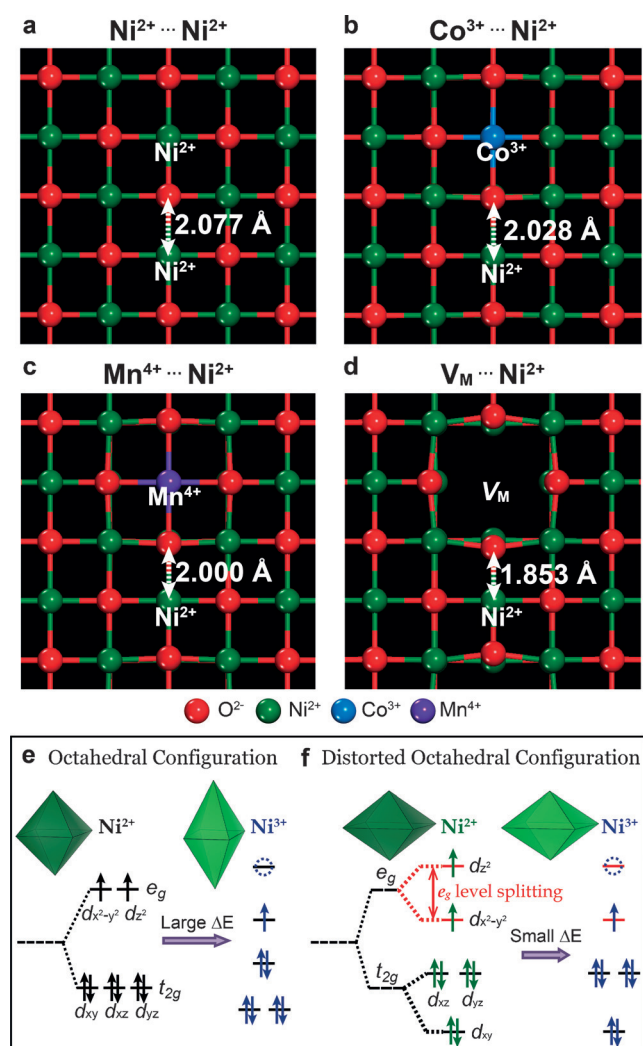 a Ni²⁺ ··· Ni²⁺
Ni²⁺
2.077 Å
Ni²⁺
b Co³⁺ ··· Ni²⁺
Co³⁺
2.028 Å
Ni²⁺
c Mn⁴⁺ ··· Ni²⁺
Mn⁴⁺
2.000 Å
Ni²⁺
d V_M ··· Ni²⁺
V_M
1.853 Å
Ni²⁺
O²⁻ Ni²⁺ Co³⁺ Mn⁴⁺
e Octahedral Configuration
Ni²⁺ Ni³⁺
e_g
d_x²-y² d_z²
Large ΔE
t_2g
d_xy d_xz d_yz
f Distorted Octahedral Configuration
Ni²⁺ Ni³⁺
d_z²
e_g
e_g level splitting
d_x²-y²
Small ΔE
t_2g
d_xz d_yz
d_xy